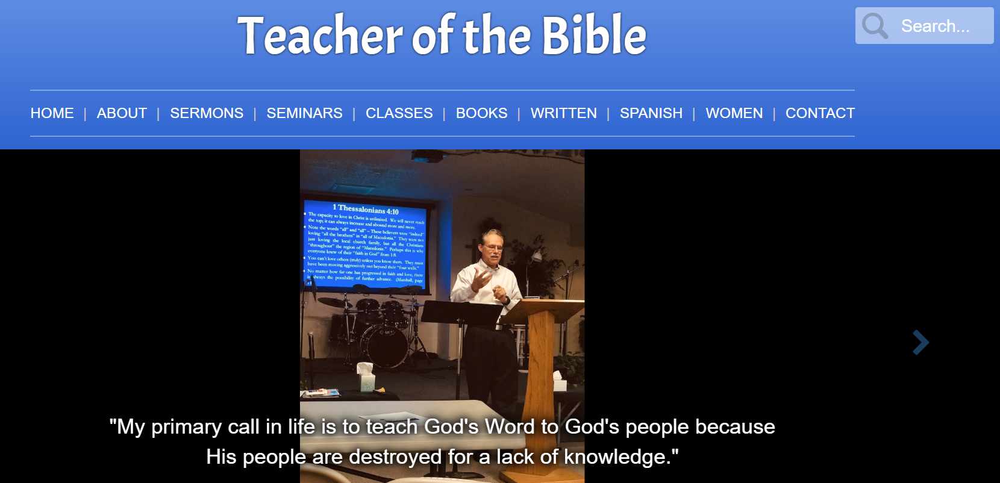 Teacher of the Bible
Search...
HOME | ABOUT | SERMONS | SEMINARS | CLASSES | BOOKS | WRITTEN | SPANISH | WOMEN | CONTACT
1 Thessalonians 4:10
The capacity to love in Christ is unlimited. We will never reach
the top; it can always increase and abound more and more.
Note the words "all" and "all" – These believers were "indeed"
loving "all the brothers" in "all of Macedonia." They were not
just loving the local church family, but all the Christians
"throughout" the region of "Macedonia." Perhaps this is why
everyone knew of their "faith in God" from 1:8.
You can't love others (truly) unless you know them. They must
have been moving aggressively out beyond their "four walls."
No matter how far one has progressed in faith and love, there
is always the possibility of further advance. (Marshall, page
"My primary call in life is to teach God's Word to God's people because
His people are destroyed for a lack of knowledge."